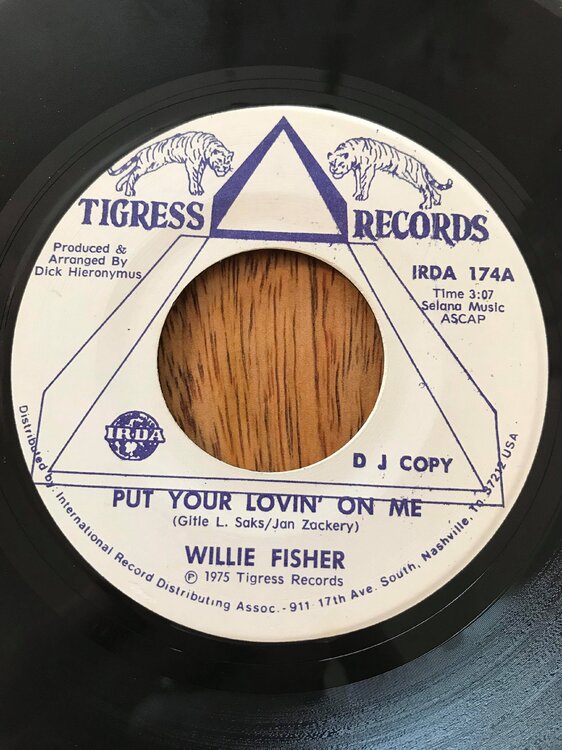 TIGRESS RECORDS
Produced &
Arranged By
Dick Hieronymus
IRDA 174A
Time 3:07
Selana Music
ASCAP
IRDA
D J COPY
PUT YOUR LOVIN' ON ME
(Gitle L. Saks/Jan Zackery)
WILLIE FISHER
Ⓟ 1975 Tigress Records
Distributed by International Record Distributing Assoc. - 911 17th Ave. South, Nashville, Tn. 37212 USA